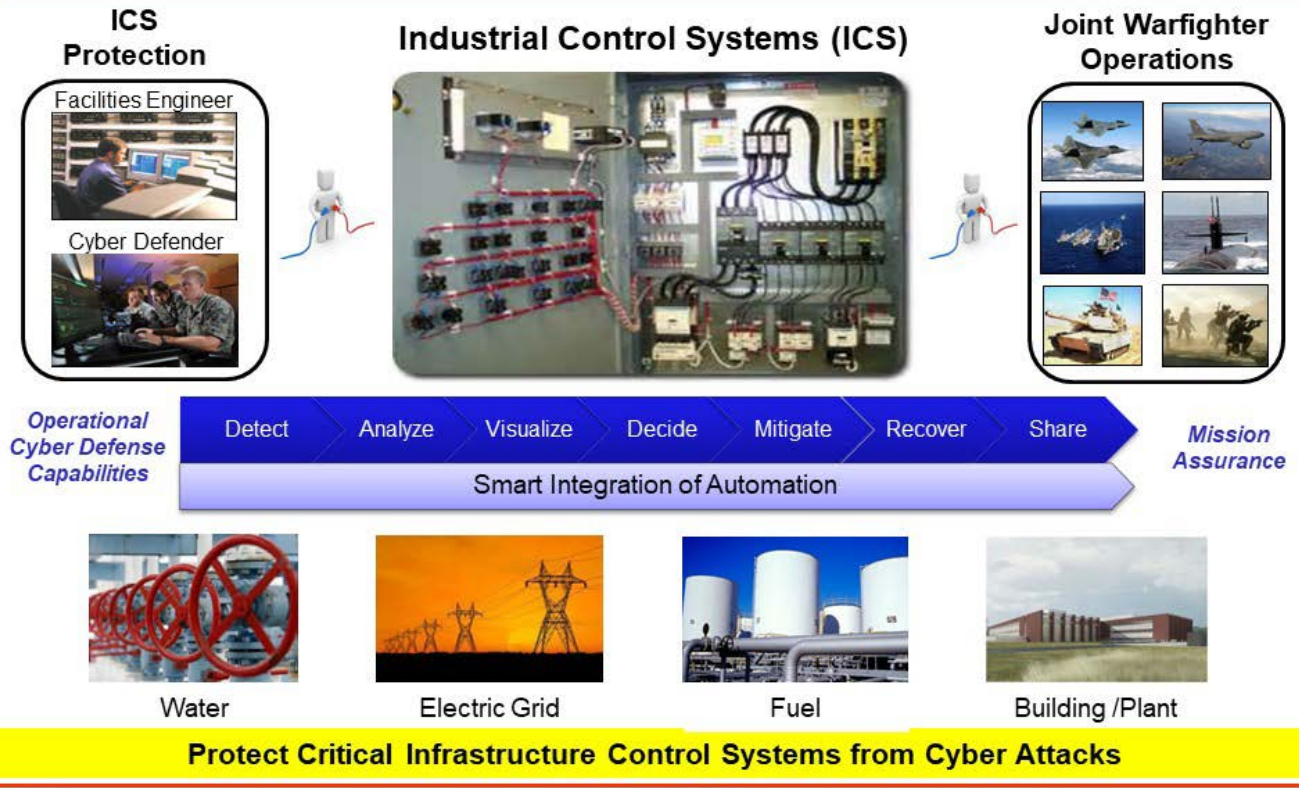 ICS
Protection
Industrial Control Systems (ICS)
Joint Warfighter
Operations
Facilities Engineer
Cyber Defender
Operational
Cyber Defense
Capabilities
Detect
Analyze
Visualize
Decide
Mitigate
Recover
Share
Mission
Assurance
Smart Integration of Automation
Water
Electric Grid
Fuel
Building /Plant
Protect Critical Infrastructure Control Systems from Cyber Attacks